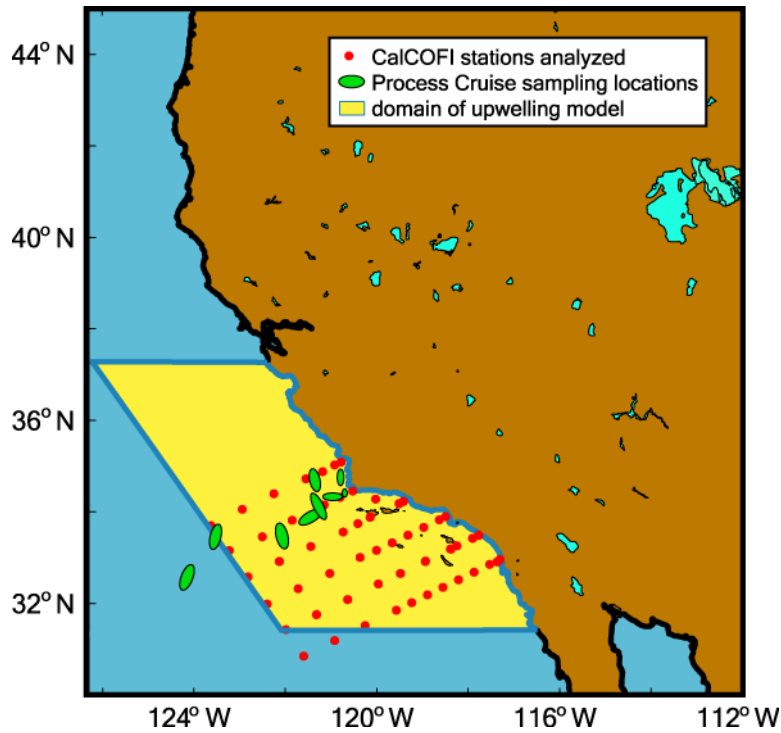 44° N
CalCOFI stations analyzed
Process Cruise sampling locations
domain of upwelling model
40° N
36° N
32° N
124° W
120° W
116° W
112° W